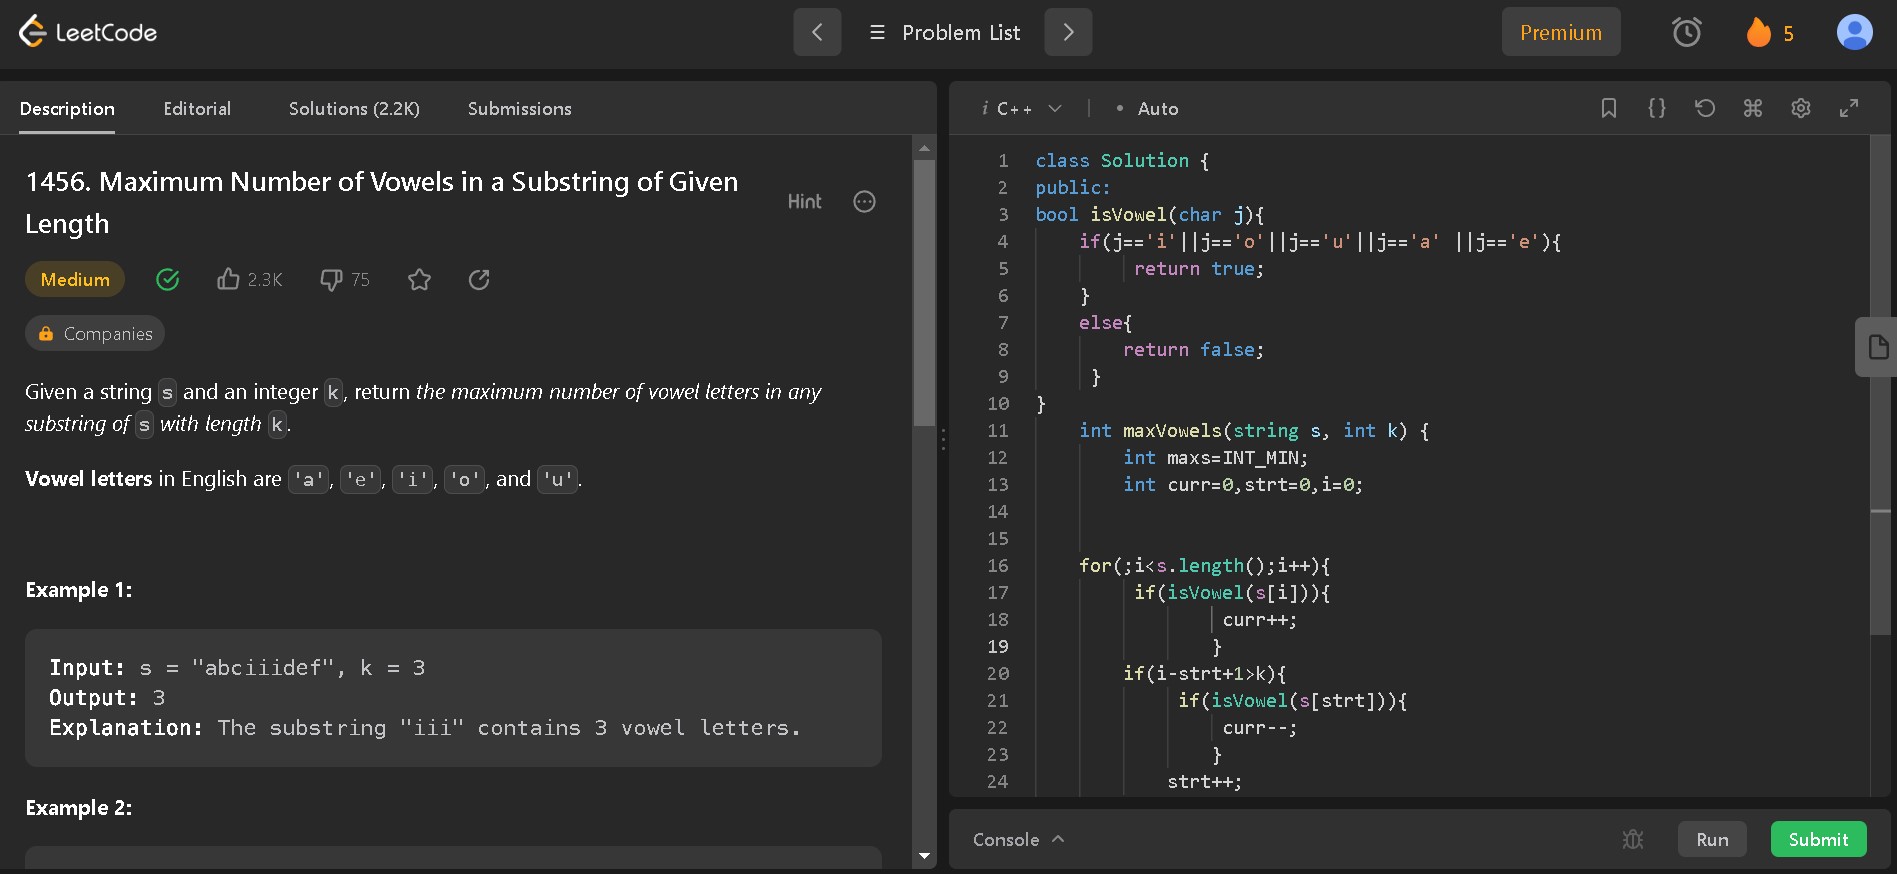 LeetCode
Problem List
Premium
5
Description Editorial Solutions (2.2K) Submissions
1456. Maximum Number of Vowels in a Substring of Given
Length
Hint
Medium 2.3K 75
Companies
Given a string s and an integer k, return the maximum number of vowel letters in any
substring of s with length k.
Vowel letters in English are 'a', 'e', 'i', 'o', and 'u'.
Example 1:
Input: s = "abciiidef", k = 3
Output: 3
Explanation: The substring "iii" contains 3 vowel letters.
Example 2:
i C++ • Auto
1 class Solution {
2 public:
3 bool isVowel(char j){
4 if(j=='i'||j=='o'||j=='u'||j=='a' ||j=='e'){
5 return true;
6 }
7 else{
8 return false;
9 }
10 }
11 int maxVowels(string s, int k) {
12 int maxs=INT_MIN;
13 int curr=0,strt=0,i=0;
14
15
16 for(;i<s.length();i++){
17 if(isVowel(s[i])){
18 curr++;
19 }
20 if(i-strt+1>k){
21 if(isVowel(s[strt])){
22 curr--;
23 }
24 strt++;
Console
Run
Submit